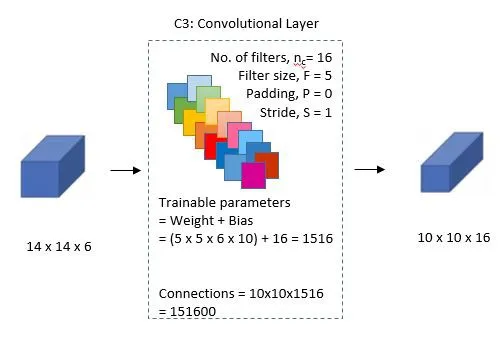 C3: Convolutional Layer
No. of filters, nc= 16
Filter size, F = 5
Padding, P = 0
Stride, S = 1
14 x 14 x 6
10 x 10 x 16
Trainable parameters
= Weight + Bias
= (5 x 5 x 6 x 10) + 16 = 1516
Connections = 10x10x1516
= 151600